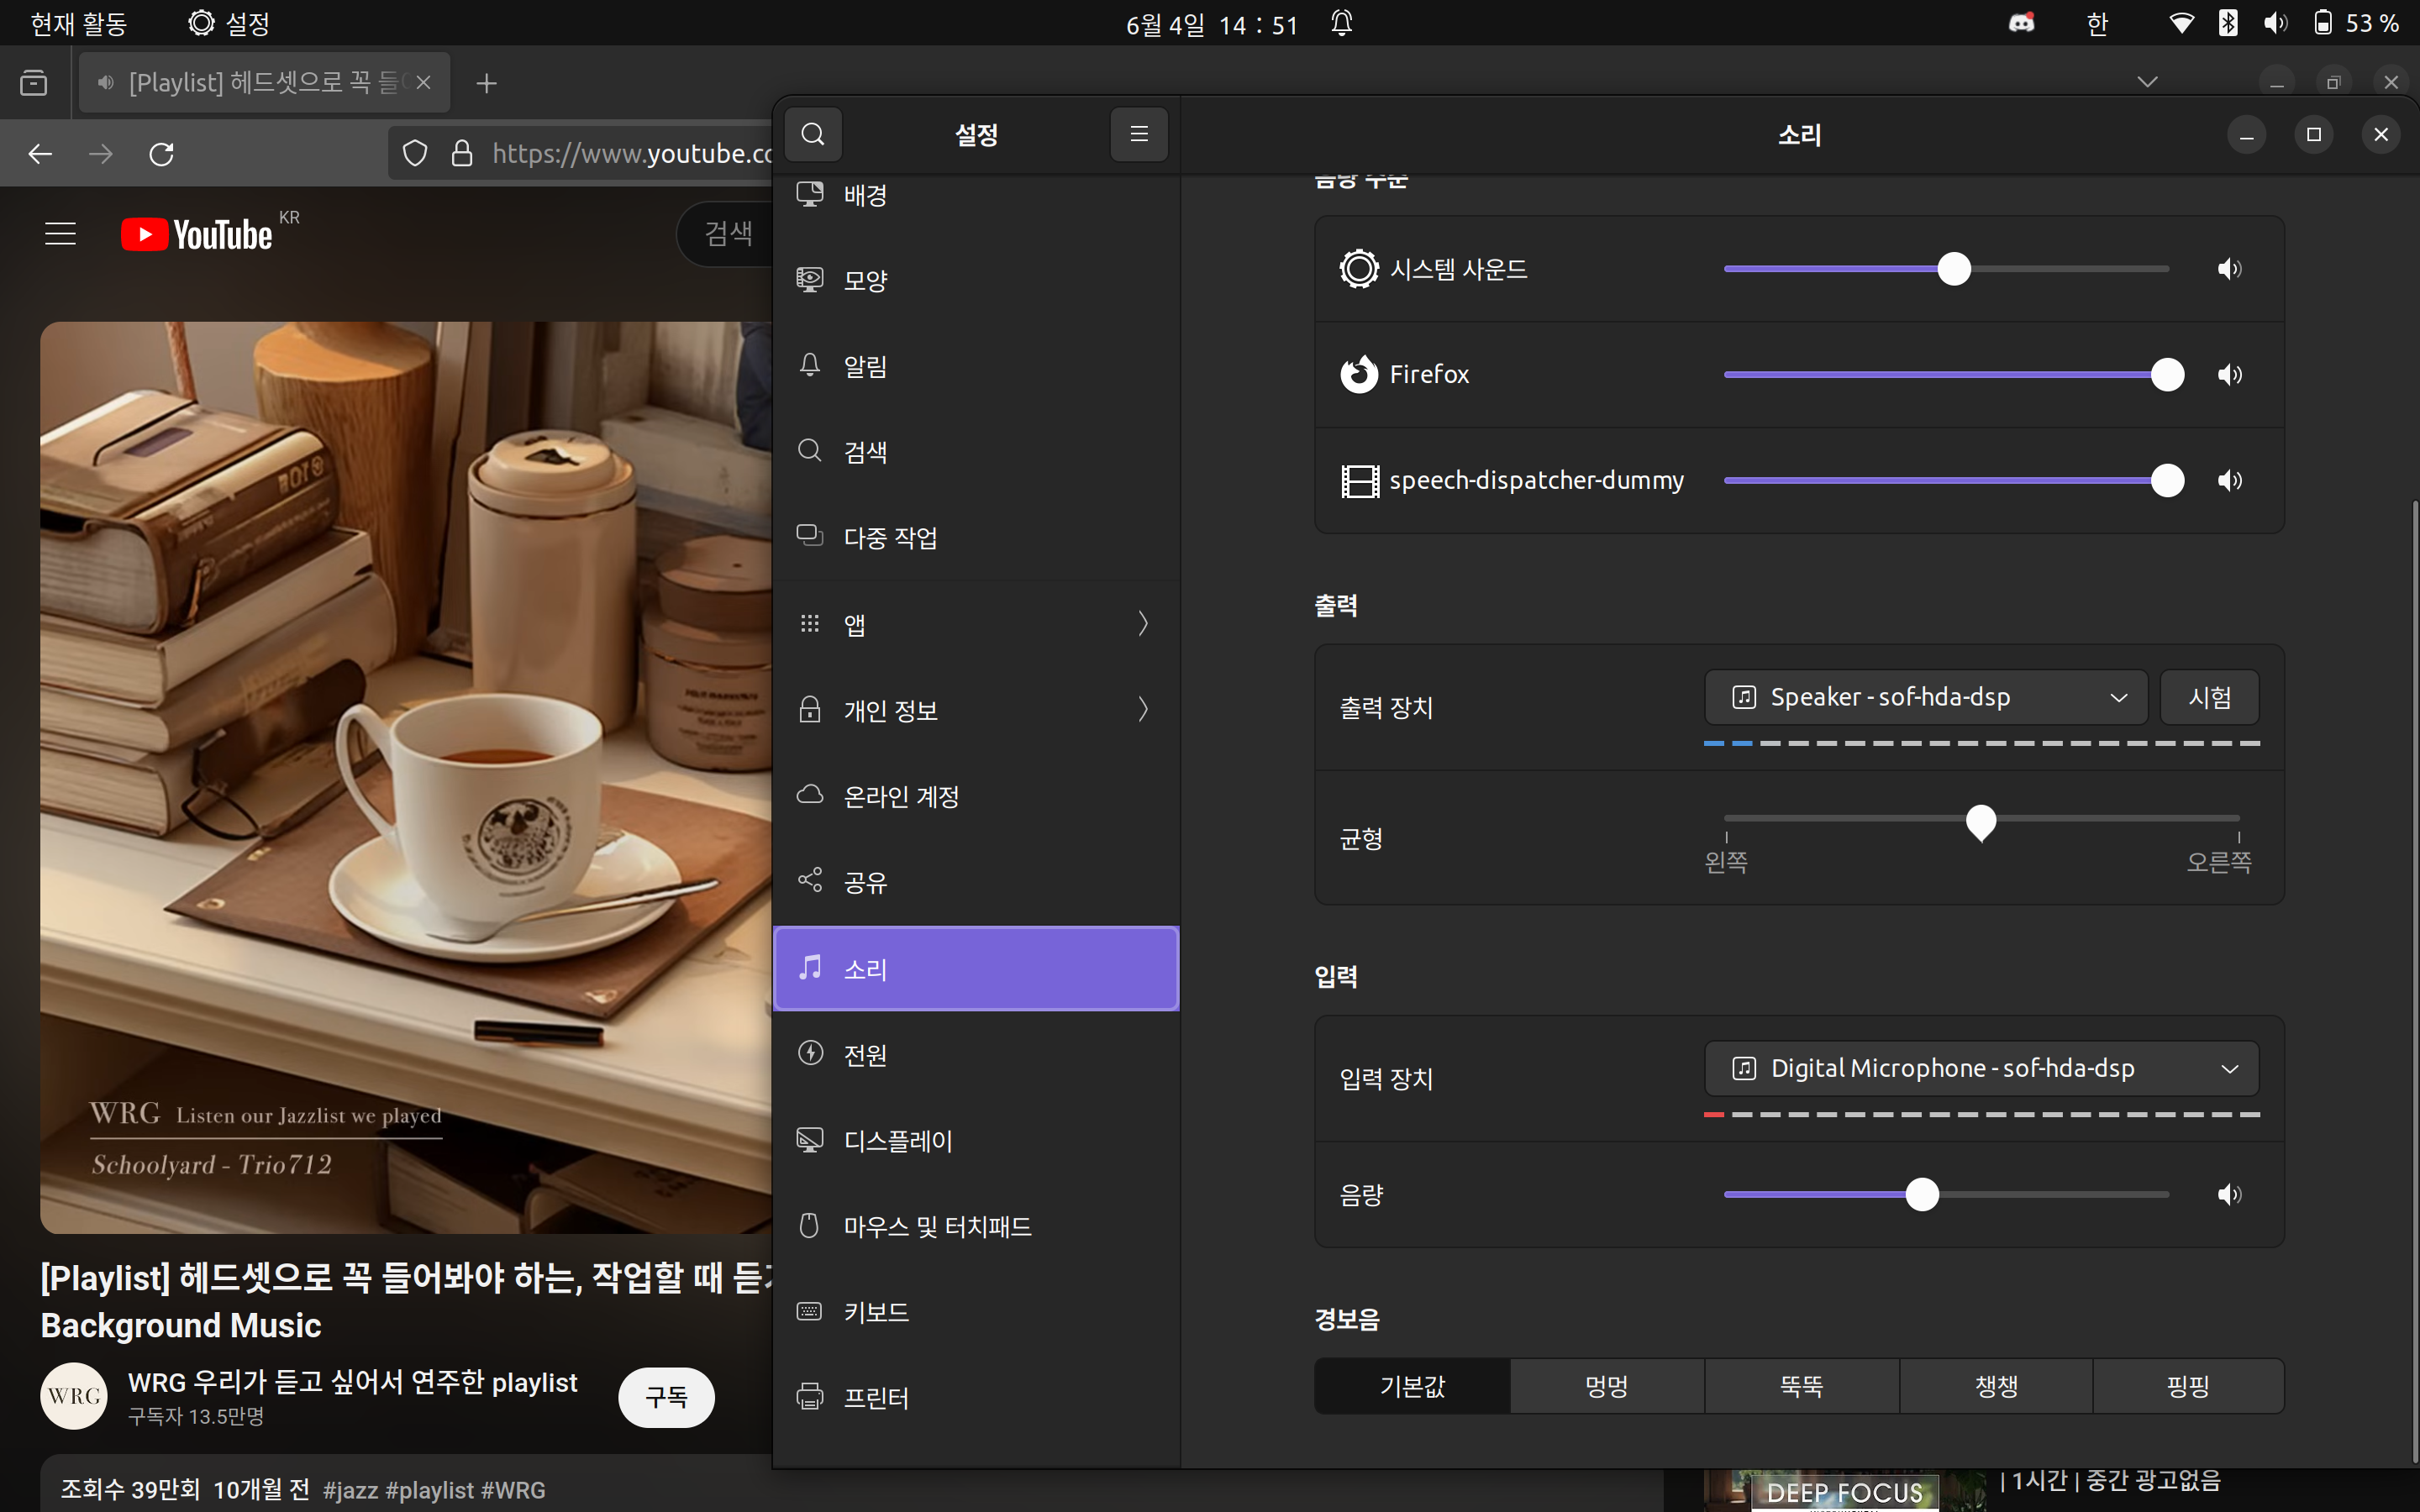 현재 활동
설정
6월 4일 14 : 51
한
53 %
[Playlist] 헤드셋으로 꼭 들어
https://www.youtube.co
YouTube KR
검색
설정
배경
모양
알림
검색
다중 작업
앱
개인 정보
온라인 계정
공유
소리
전원
디스플레이
마우스 및 터치패드
키보드
프린터
소리
음량 수준
시스템 사운드
Firefox
speech-dispatcher-dummy
출력
출력 장치
Speaker - sof-hda-dsp
시험
균형
왼쪽
오른쪽
입력
입력 장치
Digital Microphone - sof-hda-dsp
음량
경보음
기본값
멍멍
뚝뚝
챙챙
핑핑
WRG Listen our Jazzlist we played
Schoolyard - Trio712
[Playlist] 헤드셋으로 꼭 들어봐야 하는, 작업할 때 듣기
Background Music
WRG
WRG 우리가 듣고 싶어서 연주한 playlist
구독자 13.5만명
구독
조회수 39만회 10개월 전 #jazz #playlist #WRG
DEEP FOCUS
| 1시간 | 중간 광고없음